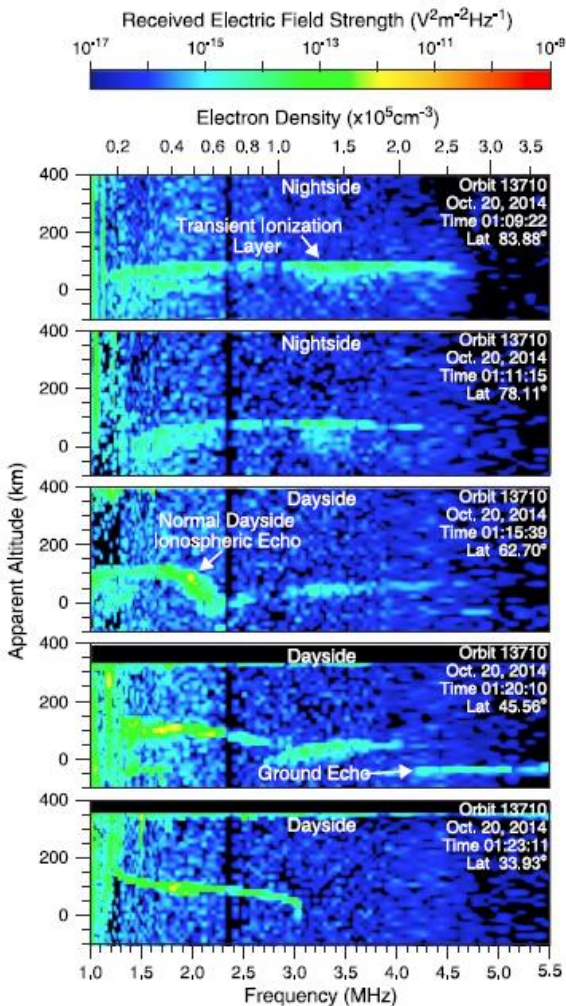 Received Electric Field Strength (V²m⁻²Hz⁻¹)
10⁻¹⁷ 10⁻¹⁵ 10⁻¹³ 10⁻¹¹ 10⁻⁹
Electron Density (x10⁵cm⁻³)
0.2 0.4 0.6 1.0 1.5 2.0 2.5 3.0 3.5
400
200
0
Nightside
Transient Ionization
Layer
Orbit 13710
Oct. 20, 2014
Time 01:09:22
Lat 83.88°
400
200
0
Nightside
Orbit 13710
Oct. 20, 2014
Time 01:11:15
Lat 78.11°
Apparent Altitude (km)
400
200
0
Dayside
Normal Dayside
Ionospheric Echo
Orbit 13710
Oct. 20, 2014
Time 01:15:39
Lat 62.70°
400
200
0
Dayside
Ground Echo
Orbit 13710
Oct. 20, 2014
Time 01:20:10
Lat 45.56°
400
200
0
Dayside
Orbit 13710
Oct. 20, 2014
Time 01:23:11
Lat 33.93°
1.0 1.5 2.0 2.5 3.0 3.5 4.0 4.5 5.0 5.5
Frequency (MHz)